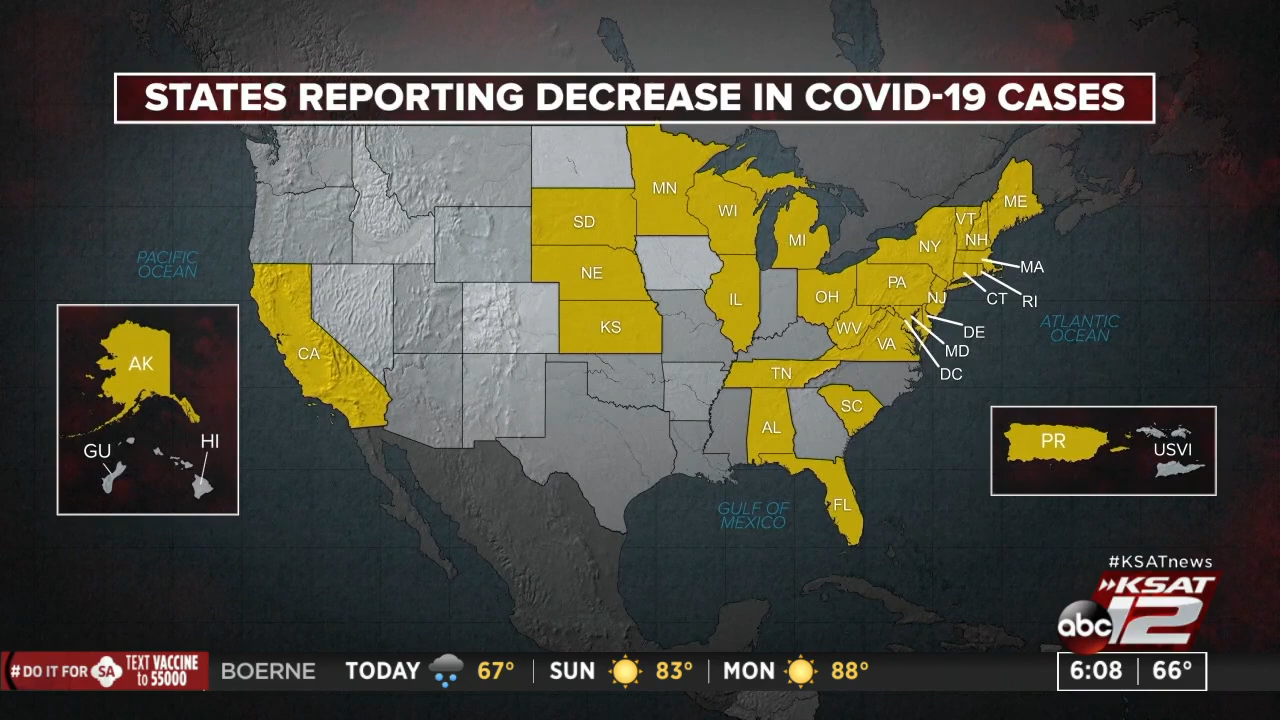 STATES REPORTING DECREASE IN COVID-19 CASES
MN
ME
SD
WI
VT
MI
NY
NH
PACIFIC
OCEAN
MA
NE
PA
IL
OH
NJ
CT
RI
KS
WV
DE
ATLANTIC
OCEAN
VA
MD
CA
DC
AK
TN
SC
AL
GU
HI
PR
USVI
FL
GULF OF
MEXICO
#KSATnews
KSAT
abc
12
#DO IT FOR SA TEXT VACCINE
to 55000
BOERNE TODAY 67° SUN 83° MON 88°
6:08 66°